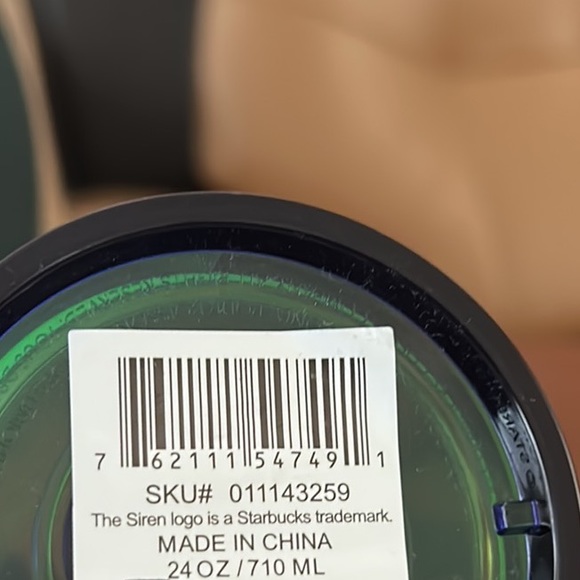 7 62111 54749 1
SKU# 011143259
The Siren logo is a Starbucks trademark.
MADE IN CHINA
24 OZ / 710 ML